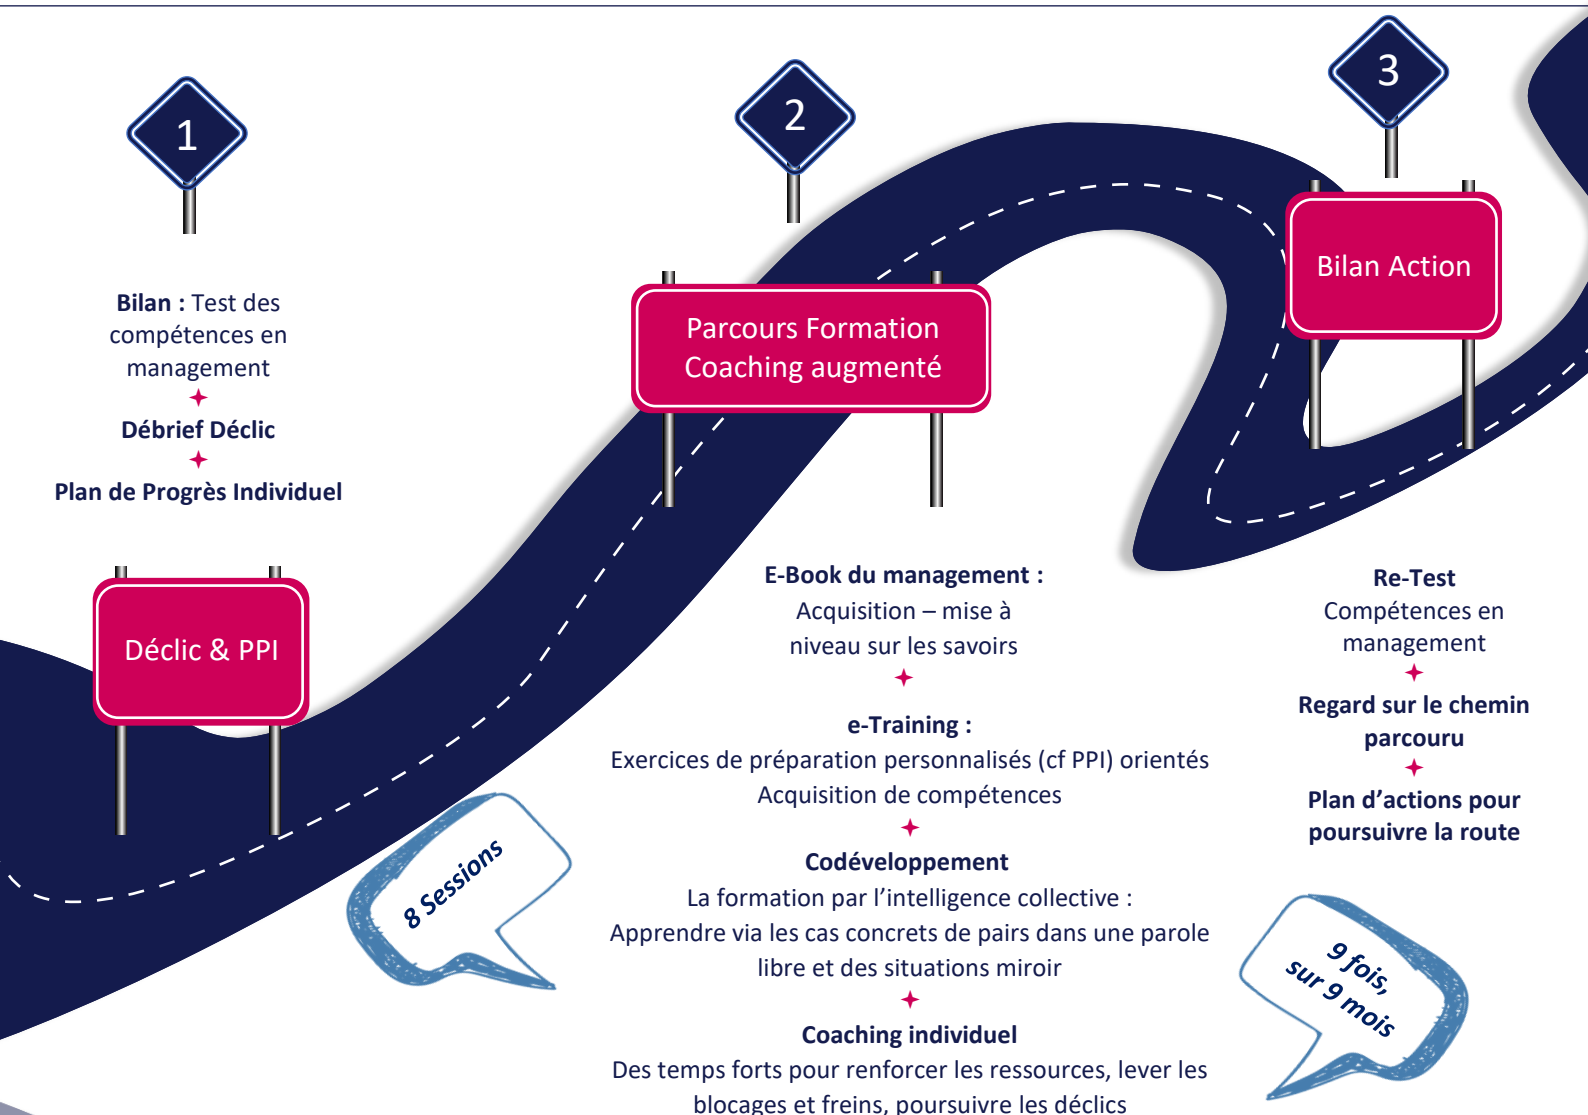 1
Bilan : Test des
compétences en
management
Débrief Déclic
Plan de Progrès Individuel
Déclic & PPI
2
Parcours Formation
Coaching augmenté
8 Sessions
E-Book du management :
Acquisition – mise à
niveau sur les savoirs
e-Training :
Exercices de préparation personnalisés (cf PPI) orientés
Acquisition de compétences
Codéveloppement
La formation par l’intelligence collective :
Apprendre via les cas concrets de pairs dans une parole
libre et des situations miroir
Coaching individuel
Des temps forts pour renforcer les ressources, lever les
blocages et freins, poursuivre les déclics
3
Bilan Action
Re-Test
Compétences en
management
Regard sur le chemin
parcouru
Plan d’actions pour
poursuivre la route
9 fois,
sur 9 mois